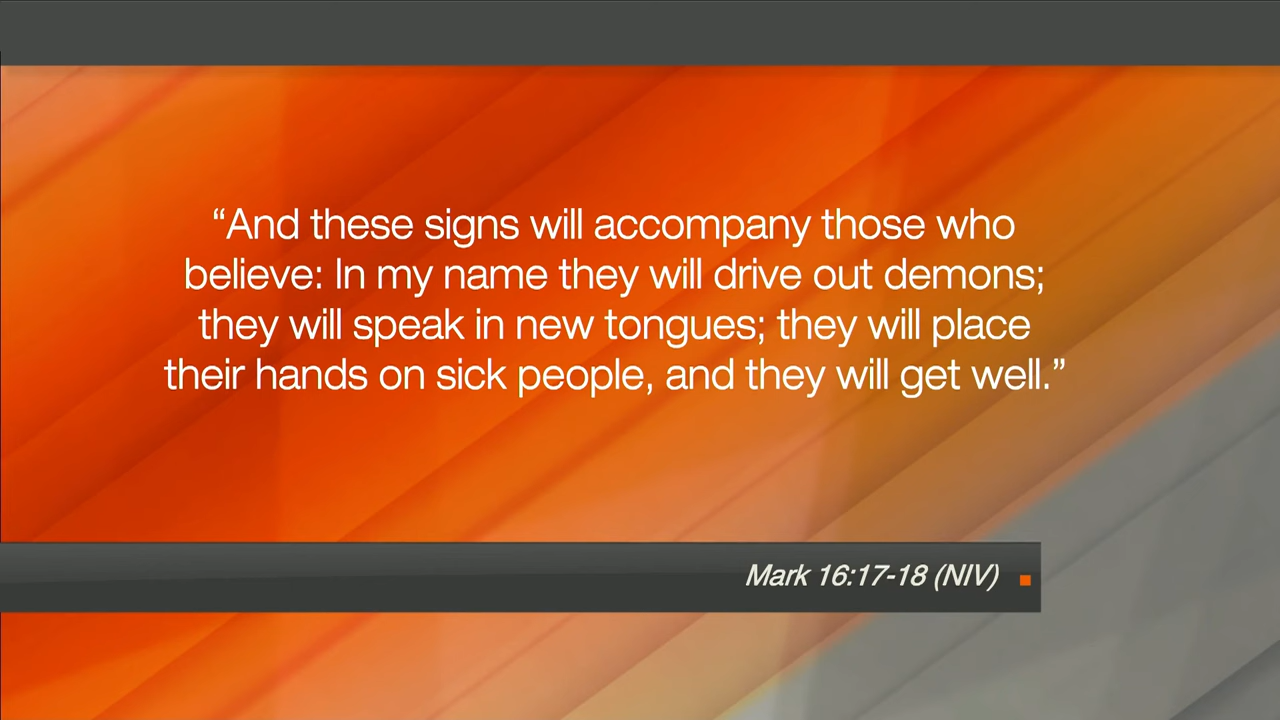 “And these signs will accompany those who
believe: In my name they will drive out demons;
they will speak in new tongues; they will place
their hands on sick people, and they will get well.”
Mark 16:17-18 (NIV)